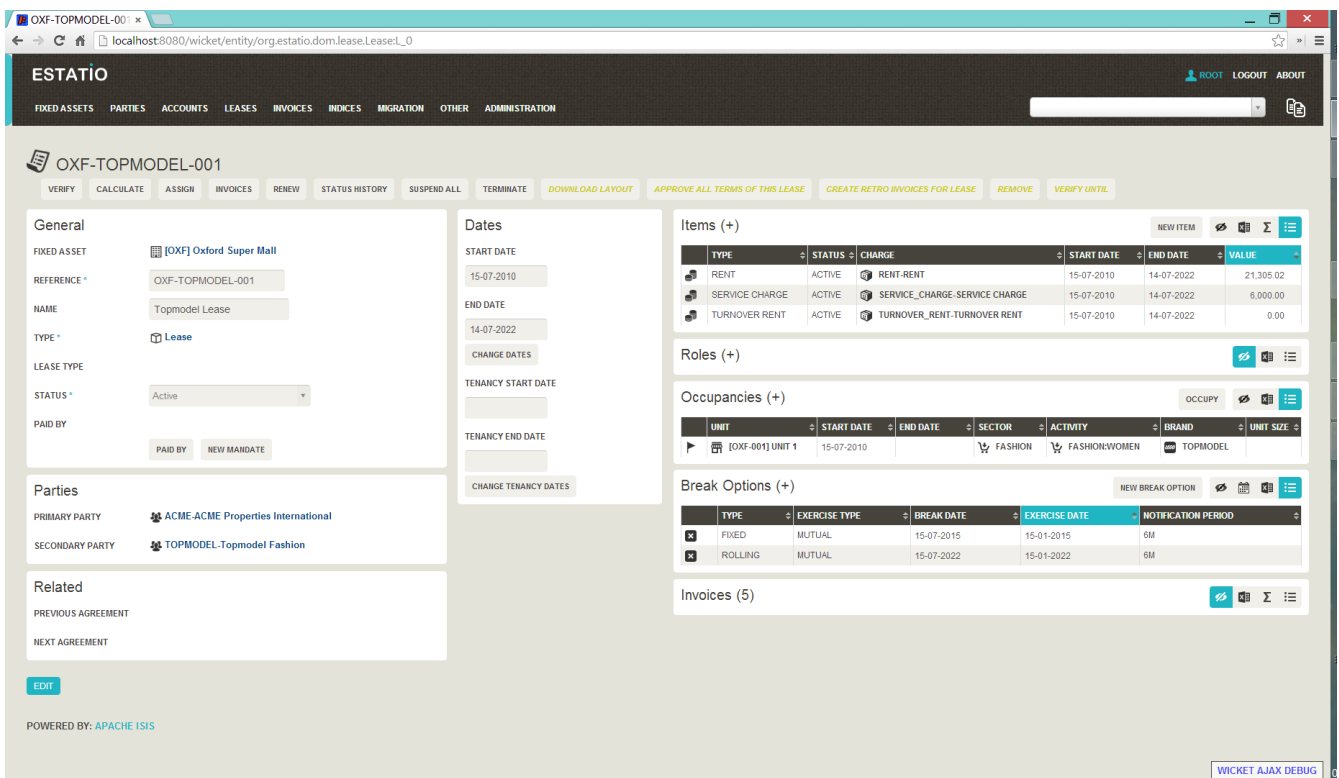 OXF-TOPMODEL-001
localhost:8080/wicket/entity/org.estatio.dom.lease.Lease:L_0
ESTATIO
ROOT LOGOUT ABOUT
FIXED ASSETS PARTIES ACCOUNTS LEASES INVOICES INDICES MIGRATION OTHER ADMINISTRATION
OXF-TOPMODEL-001
VERIFY CALCULATE ASSIGN INVOICES RENEW STATUS HISTORY SUSPEND ALL TERMINATE DOWNLOAD LAYOUT APPROVE ALL TERMS OF THIS LEASE CREATE RETRO INVOICES FOR LEASE REMOVE VERIFY UNTIL
General
FIXED ASSET [OXF] Oxford Super Mall
REFERENCE * OXF-TOPMODEL-001
NAME Topmodel Lease
TYPE * Lease
LEASE TYPE
STATUS * Active
PAID BY
PAID BY NEW MANDATE
Parties
PRIMARY PARTY ACME-ACME Properties International
SECONDARY PARTY TOPMODEL-Topmodel Fashion
Related
PREVIOUS AGREEMENT
NEXT AGREEMENT
EDIT
POWERED BY: APACHE ISIS
Dates
START DATE
15-07-2010
END DATE
14-07-2022
CHANGE DATES
TENANCY START DATE
TENANCY END DATE
CHANGE TENANCY DATES
Items (+) NEW ITEM Σ
TYPE STATUS CHARGE START DATE END DATE VALUE
RENT ACTIVE RENT-RENT 15-07-2010 14-07-2022 21,305.02
SERVICE CHARGE ACTIVE SERVICE_CHARGE-SERVICE CHARGE 15-07-2010 14-07-2022 6,000.00
TURNOVER RENT ACTIVE TURNOVER_RENT-TURNOVER RENT 15-07-2010 14-07-2022 0.00
Roles (+)
Occupancies (+) OCCUPY
UNIT START DATE END DATE SECTOR ACTIVITY BRAND UNIT SIZE
[OXF-001] UNIT 1 15-07-2010 FASHION FASHION:WOMEN TOPMODEL
Break Options (+) NEW BREAK OPTION
TYPE EXERCISE TYPE BREAK DATE EXERCISE DATE NOTIFICATION PERIOD
FIXED MUTUAL 15-07-2015 15-01-2015 6M
ROLLING MUTUAL 15-07-2022 15-01-2022 6M
Invoices (5) Σ
WICKET AJAX DEBUG